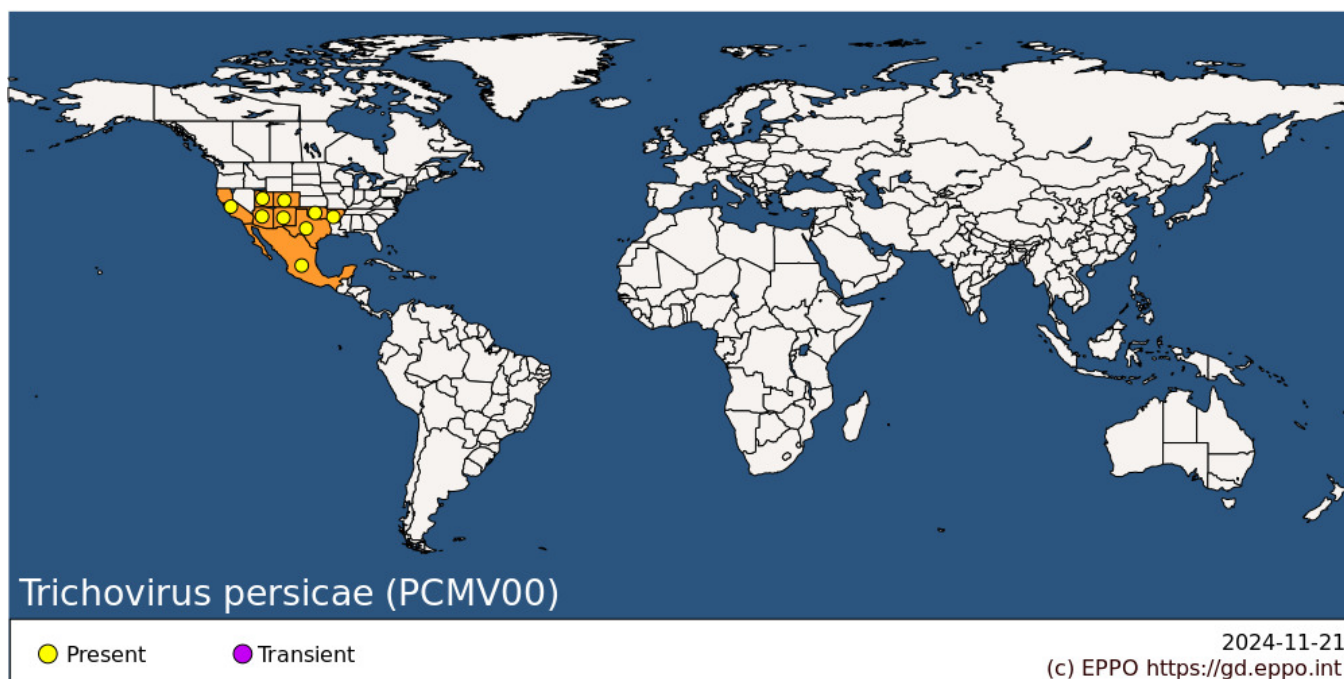 Trichovirus persicae (PCMV00)
Present
Transient
2024-11-21
(c) EPPO https://gd.eppo.int